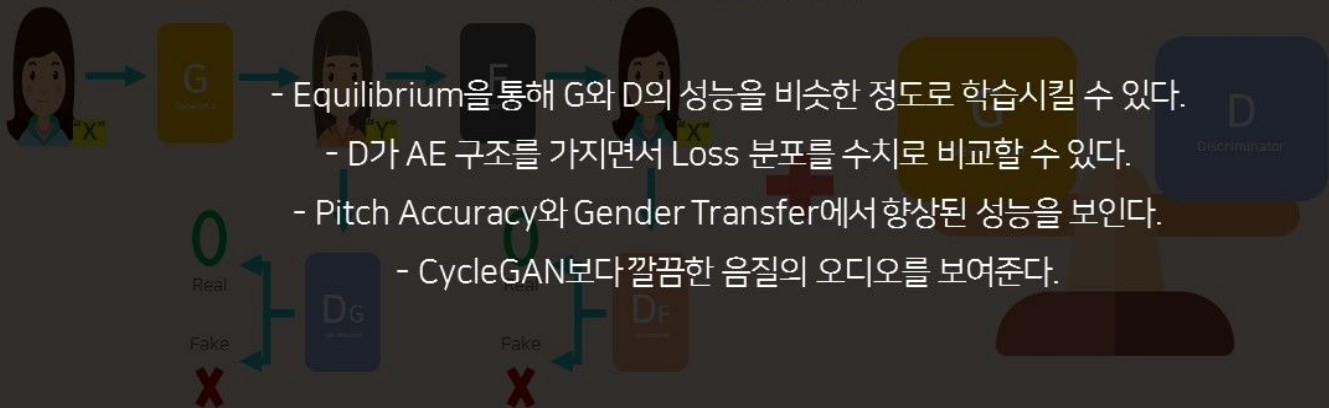 - Equilibrium을통해 G와 D의 성능을 비슷한 정도로 학습시킬 수 있다.
- D가 AE 구조를 가지면서 Loss 분포를 수치로 비교할 수 있다.
- Pitch Accuracy와 Gender Transfer에서 향상된 성능을 보인다.
- CycleGAN보다 깔끔한 음질의 오디오를 보여준다.
G
F
G
D
Discriminator
"X"
"Y"
"X"
Real
Real
DG
DF
Fake
Fake